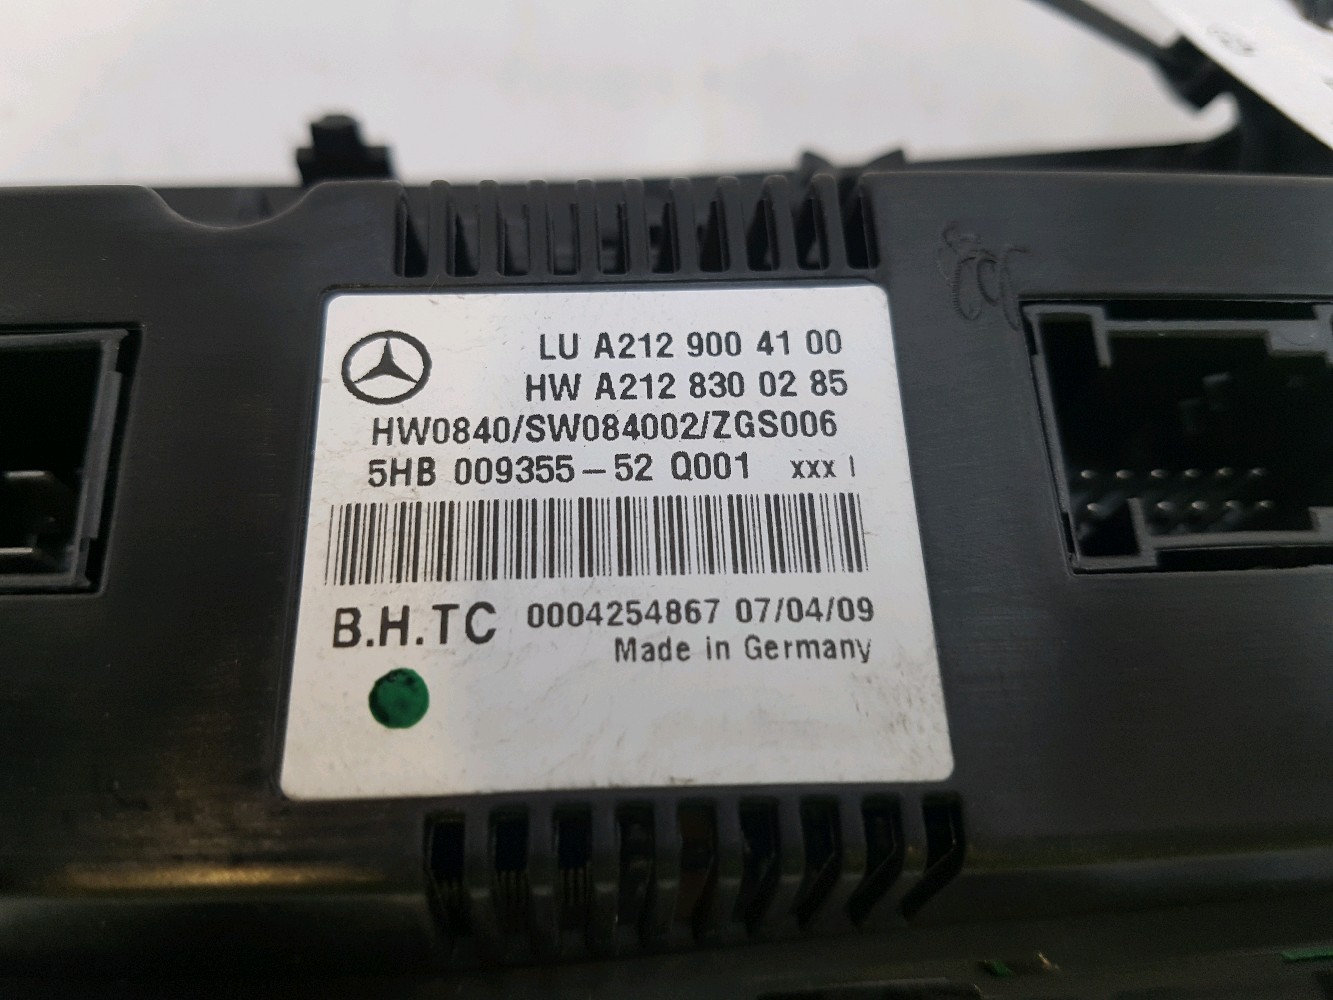 LU A212 900 41 00
HW A212 830 02 85
HW0840/SW084002/ZGS006
5HB 009355-52 Q001 xxx I
B.H.TC 0004254867 07/04/09
Made in Germany